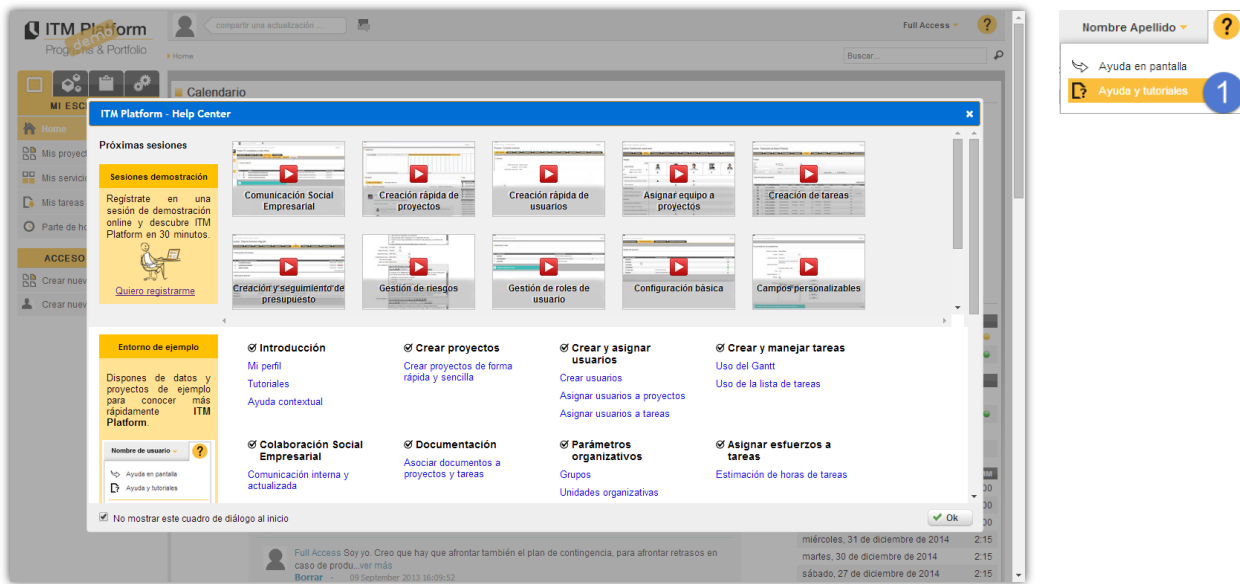 ITM Platform
demo
Programs & Portfolio
compartir una actualización ...
Full Access
?
Home
Buscar...
MI ESC
Calendario
Home
Mis proyect
Mis servicio
Mis tareas
Parte de ho
ACCESO
Crear nuev
Crear nuev
ITM Platform - Help Center
Próximas sesiones
Sesiones demostración
Regístrate en una
sesión de demostración
online y descubre ITM
Platform en 30 minutos.
Quiero registrarme
Comunicación Social
Empresarial
Creación rápida de
proyectos
Creación rápida de
usuarios
Asignar equipo a
proyectos
Creación de tareas
Creación y seguimiento de
presupuesto
Gestión de riesgos
Gestión de roles de
usuario
Configuración básica
Campos personalizables
Entorno de ejemplo
Dispones de datos y
proyectos de ejemplo
para conocer más
rápidamente ITM
Platform.
Nombre de usuario
?
Ayuda en pantalla
Ayuda y tutoriales
Introducción
Mi perfil
Tutoriales
Ayuda contextual
Crear proyectos
Crear proyectos de forma
rápida y sencilla
Crear y asignar
usuarios
Crear usuarios
Asignar usuarios a proyectos
Asignar usuarios a tareas
Crear y manejar tareas
Uso del Gantt
Uso de la lista de tareas
Colaboración Social
Empresarial
Comunicación interna y
actualizada
Documentación
Asociar documentos a
proyectos y tareas
Parámetros
organizativos
Grupos
Unidades organizativas
Asignar esfuerzos a
tareas
Estimación de horas de tareas
No mostrar este cuadro de diálogo al inicio
Ok
Full Access Soy yo. Creo que hay que afrontar también el plan de contingencia, para afrontar retrasos en
caso de produ...ver más
Borrar · 09 September 2013 16:09:52
miércoles, 31 de diciembre de 2014 2:15
martes, 30 de diciembre de 2014 2:15
sábado, 27 de diciembre de 2014 2:15
Nombre Apellido
?
Ayuda en pantalla
Ayuda y tutoriales
1